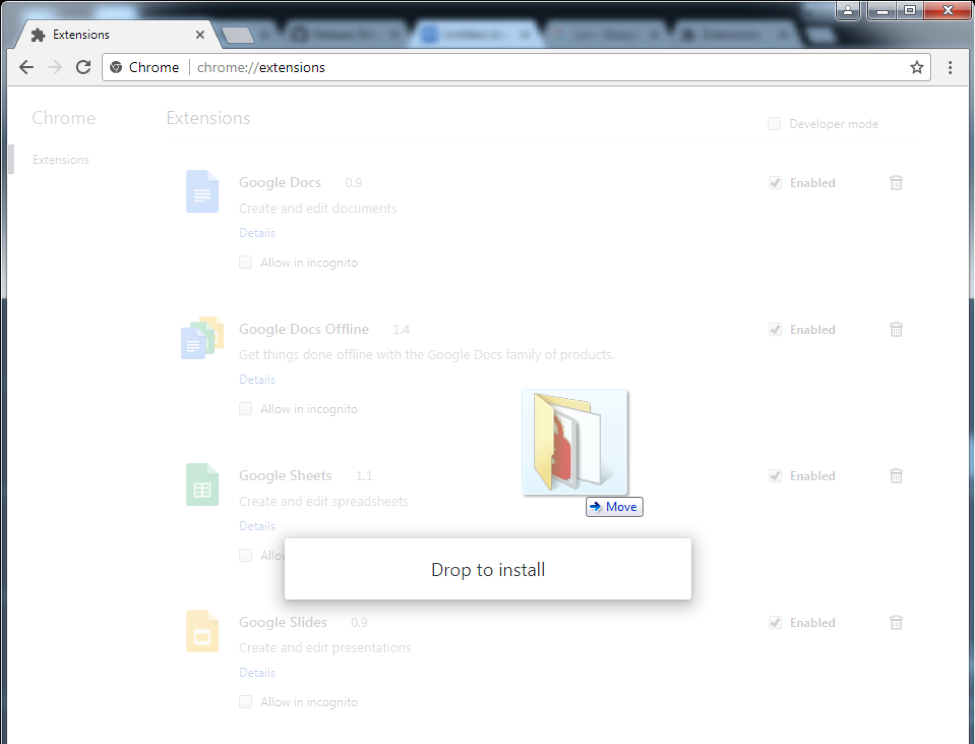 Extensions
Chrome chrome://extensions
Chrome
Extensions
Developer mode
Extensions
Google Docs 0.9
Enabled
Create and edit documents
Details
Allow in incognito
Google Docs Offline 1.4
Enabled
Get things done offline with the Google Docs family of products.
Details
Allow in incognito
Google Sheets 1.1
Enabled
Create and edit spreadsheets
Move
Details
Drop to install
Google Slides 0.9
Enabled
Create and edit presentations
Details
Allow in incognito